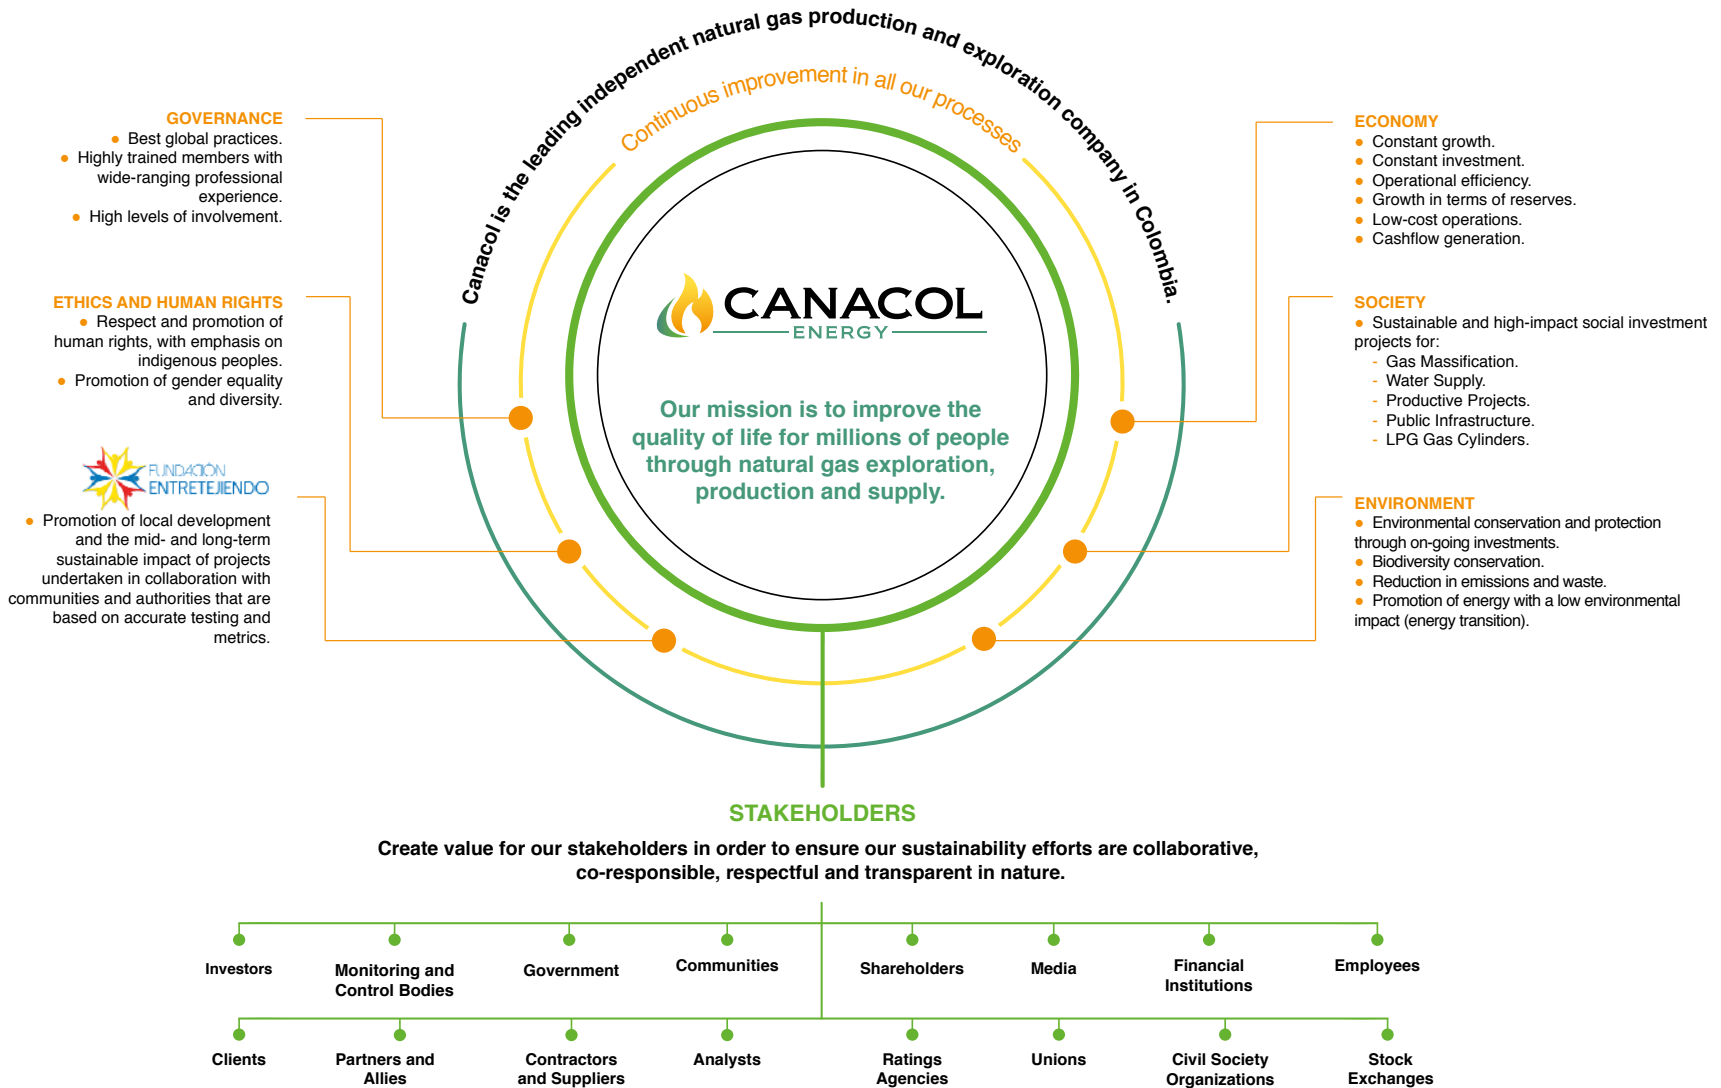 Canacol is the leading independent natural gas production and exploration company in Colombia.
Continuous improvement in all our processes
GOVERNANCE
● Best global practices.
● Highly trained members with
wide-ranging professional
experience.
● High levels of involvement.
ETHICS AND HUMAN RIGHTS
● Respect and promotion of
human rights, with emphasis on
indigenous peoples.
● Promotion of gender equality
and diversity.
FUNDACIÓN
ENTRETEJIENDO
● Promotion of local development
and the mid- and long-term
sustainable impact of projects
undertaken in collaboration with
communities and authorities that are
based on accurate testing and
metrics.
CANACOL
ENERGY
Our mission is to improve the
quality of life for millions of people
through natural gas exploration,
production and supply.
ECONOMY
● Constant growth.
● Constant investment.
● Operational efficiency.
● Growth in terms of reserves.
● Low-cost operations.
● Cashflow generation.
SOCIETY
● Sustainable and high-impact social investment
projects for:
- Gas Massification.
- Water Supply.
- Productive Projects.
- Public Infrastructure.
- LPG Gas Cylinders.
ENVIRONMENT
● Environmental conservation and protection
through on-going investments.
● Biodiversity conservation.
● Reduction in emissions and waste.
● Promotion of energy with a low environmental
impact (energy transition).
STAKEHOLDERS
Create value for our stakeholders in order to ensure our sustainability efforts are collaborative,
co-responsible, respectful and transparent in nature.
Investors
Monitoring and
Control Bodies
Government
Communities
Shareholders
Media
Financial
Institutions
Employees
Clients
Partners and
Allies
Contractors
and Suppliers
Analysts
Ratings
Agencies
Unions
Civil Society
Organizations
Stock
Exchanges